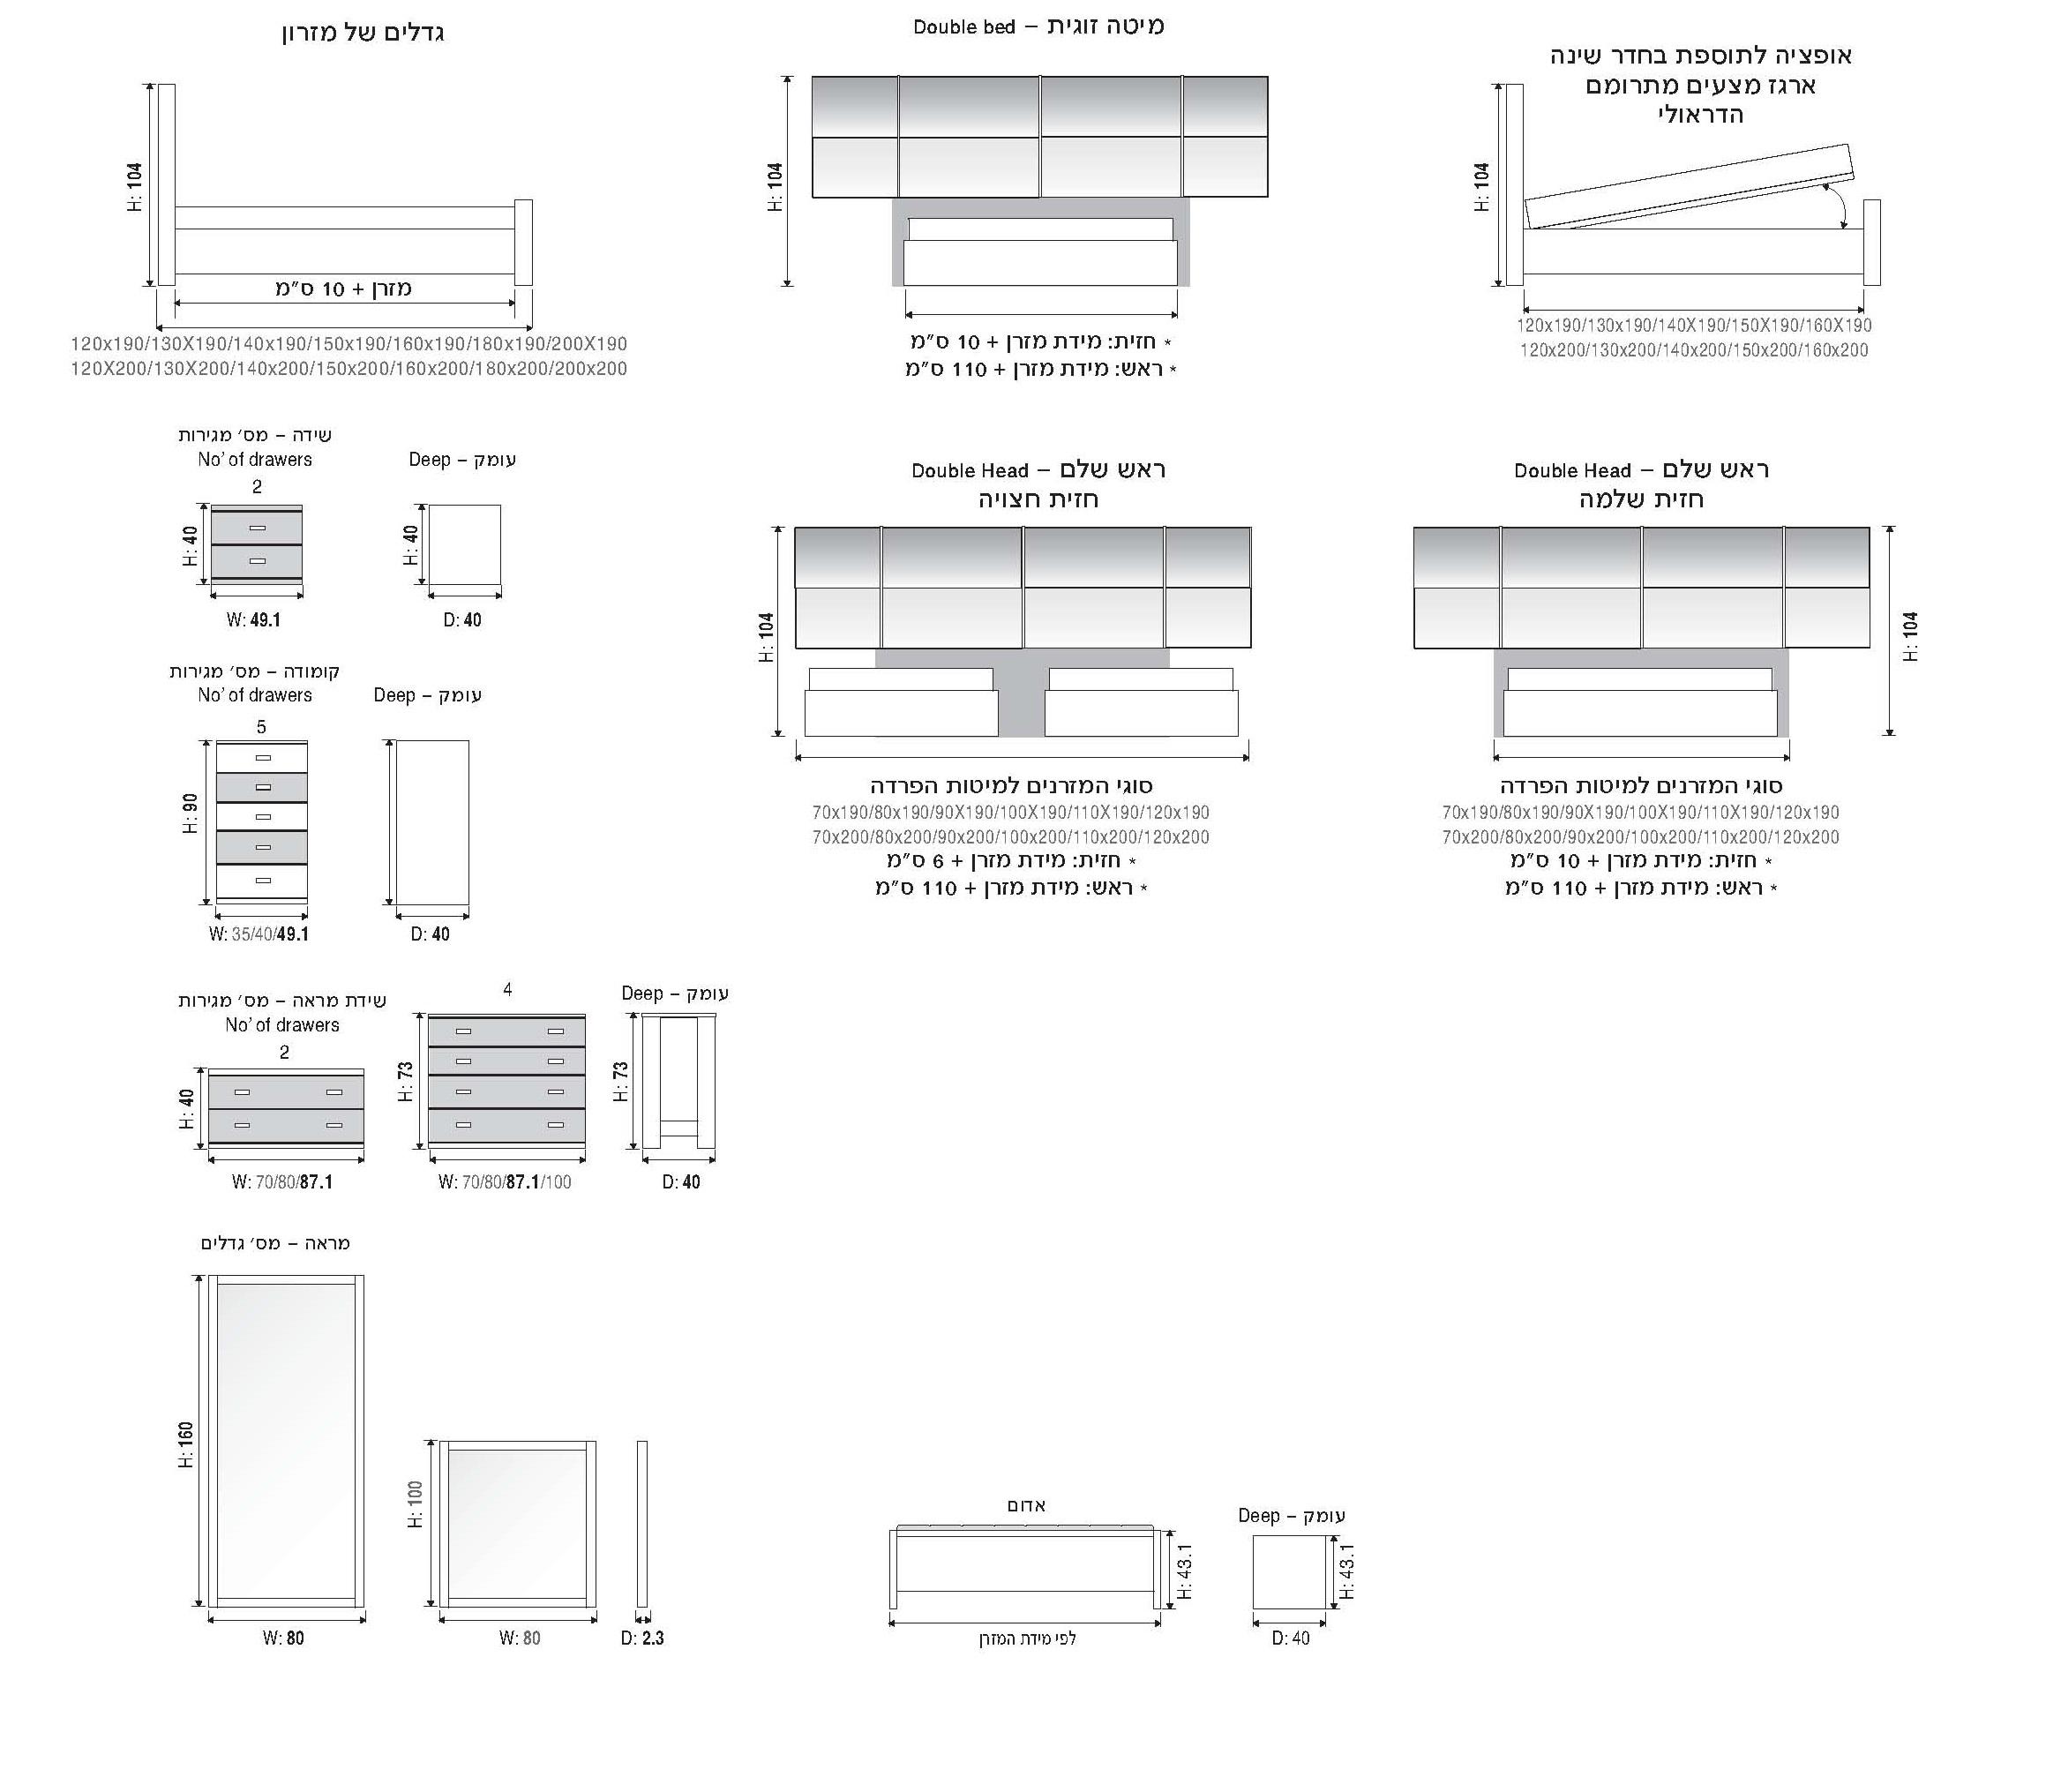 גדלים של מזרון
H: 104
מזרן + 10 ס"מ
120x190/130X190/140x190/150x190/160x190/180x190/200X190
120X200/130X200/140x200/150x200/160x200/180x200/200x200
מיטה זוגית – Double bed
H: 104
* חזית: מידת מזרן + 10 ס"מ
* ראש: מידת מזרן + 110 ס"מ
אופציה לתוספת בחדר שינה
ארגז מצעים מתרומם
הדראולי
H: 104
120x190/130x190/140X190/150X190/160X190
120x200/130x200/140x200/150x200/160x200
שידה – מס' מגירות
No' of drawers
2
H: 40
W: 49.1
עומק – Deep
H: 40
D: 40
ראש שלם – Double Head
חזית חצויה
H: 104
סוגי המזרנים למיטות הפרדה
70x190/80x190/90X190/100X190/110X190/120x190
70x200/80x200/90x200/100x200/110x200/120x200
* חזית: מידת מזרן + 6 ס"מ
* ראש: מידת מזרן + 110 ס"מ
ראש שלם – Double Head
חזית שלמה
H: 104
סוגי המזרנים למיטות הפרדה
70x190/80x190/90X190/100X190/110X190/120x190
70x200/80x200/90x200/100x200/110x200/120x200
* חזית: מידת מזרן + 10 ס"מ
* ראש: מידת מזרן + 110 ס"מ
קומודה – מס' מגירות
No' of drawers
5
H: 90
W: 35/40/49.1
עומק – Deep
D: 40
שידת מראה – מס' מגירות
No' of drawers
2
H: 40
W: 70/80/87.1
4
H: 73
W: 70/80/87.1/100
עומק – Deep
H: 73
D: 40
מראה – מס' גדלים
H: 160
W: 80
H: 100
W: 80
D: 2.3
אדום
H: 43.1
לפי מידת המזרן
עומק – Deep
H: 43.1
D: 40